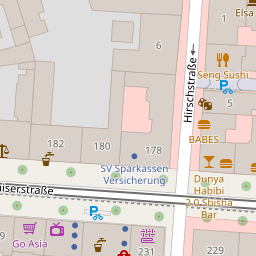 Elsa
6
Hirschstraße
Seng Sushi
5
BABES
182
180
178
SV Sparkassen
Versicherung
Dunya
Habibi
2.0 Shisha
Bar
iserstraße
Go Asia
231
229